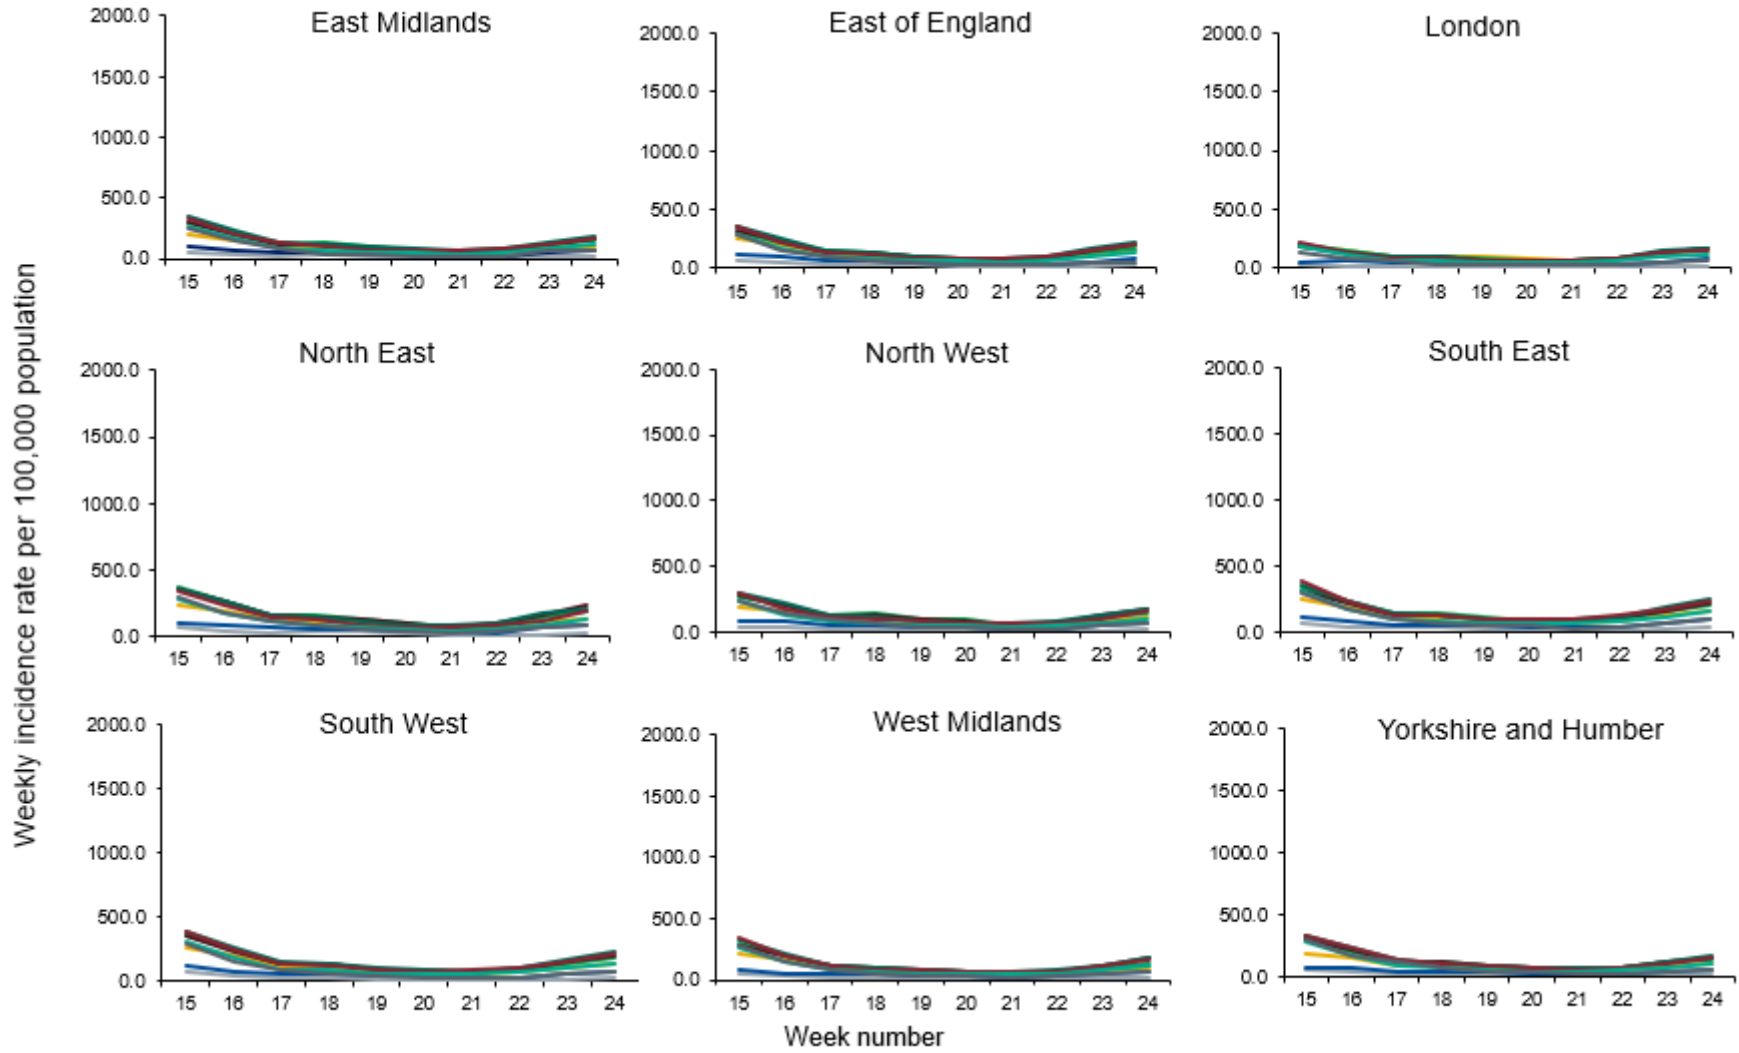 East Midlands
2000.0
1500.0
1000.0
500.0
0.0
15 16 17 18 19 20 21 22 23 24
East of England
2000.0
1500.0
1000.0
500.0
0.0
15 16 17 18 19 20 21 22 23 24
London
2000.0
1500.0
1000.0
500.0
0.0
15 16 17 18 19 20 21 22 23 24
Weekly incidence rate per 100,000 population
North East
2000.0
1500.0
1000.0
500.0
0.0
15 16 17 18 19 20 21 22 23 24
North West
2000.0
1500.0
1000.0
500.0
0.0
15 16 17 18 19 20 21 22 23 24
South East
2000.0
1500.0
1000.0
500.0
0.0
15 16 17 18 19 20 21 22 23 24
South West
2000.0
1500.0
1000.0
500.0
0.0
15 16 17 18 19 20 21 22 23 24
West Midlands
2000.0
1500.0
1000.0
500.0
0.0
15 16 17 18 19 20 21 22 23 24
Yorkshire and Humber
2000.0
1500.0
1000.0
500.0
0.0
15 16 17 18 19 20 21 22 23 24
Week number